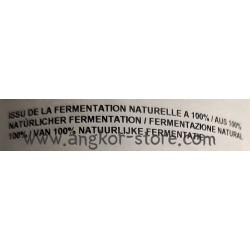 ISSU DE LA FERMENTATION NATURELLE A 100% / AUS 100%
NATÜRLICHER FERMENTATION / FERMENTAZIONE NATURAL
100% / VAN 100% NATUURLIJKE FERMENTATIE
www.angkor-store.com